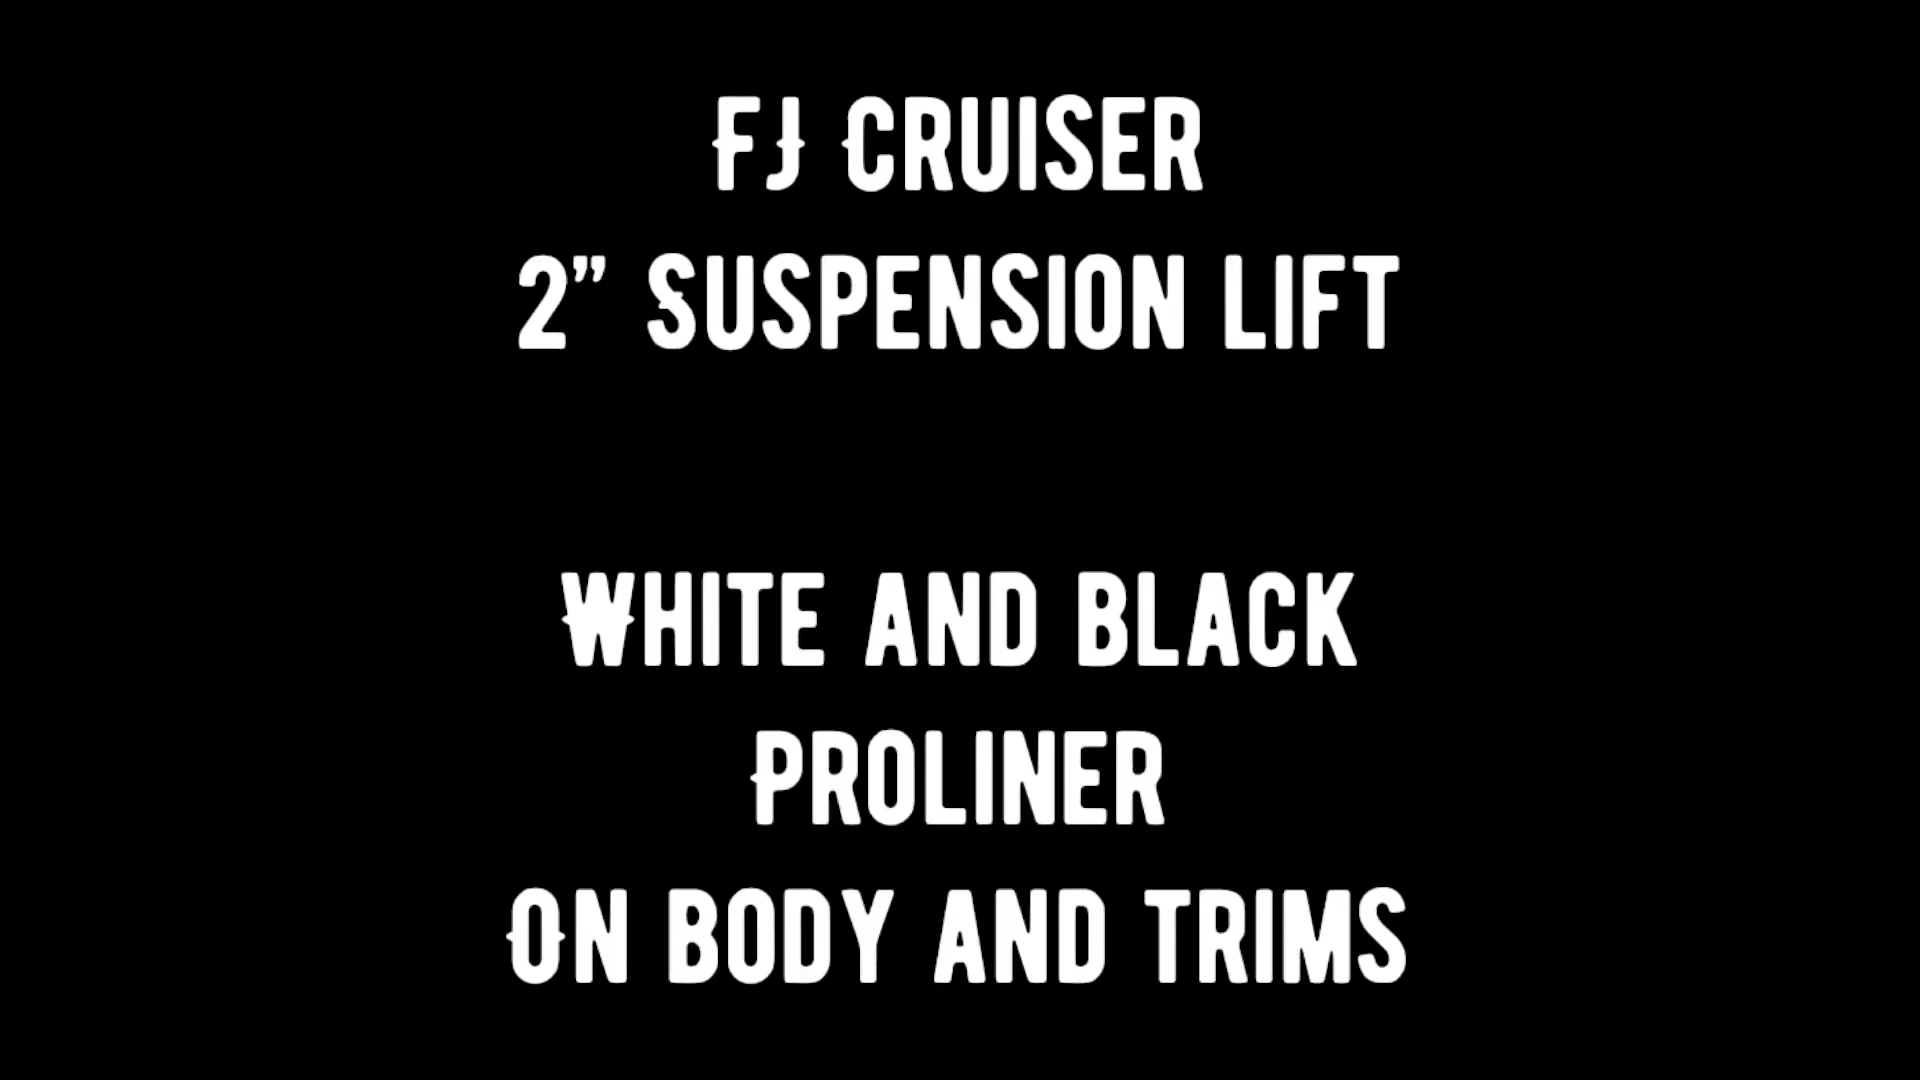 FJ Cruiser
2” Suspension lift
White and black
Proliner
On body and trims